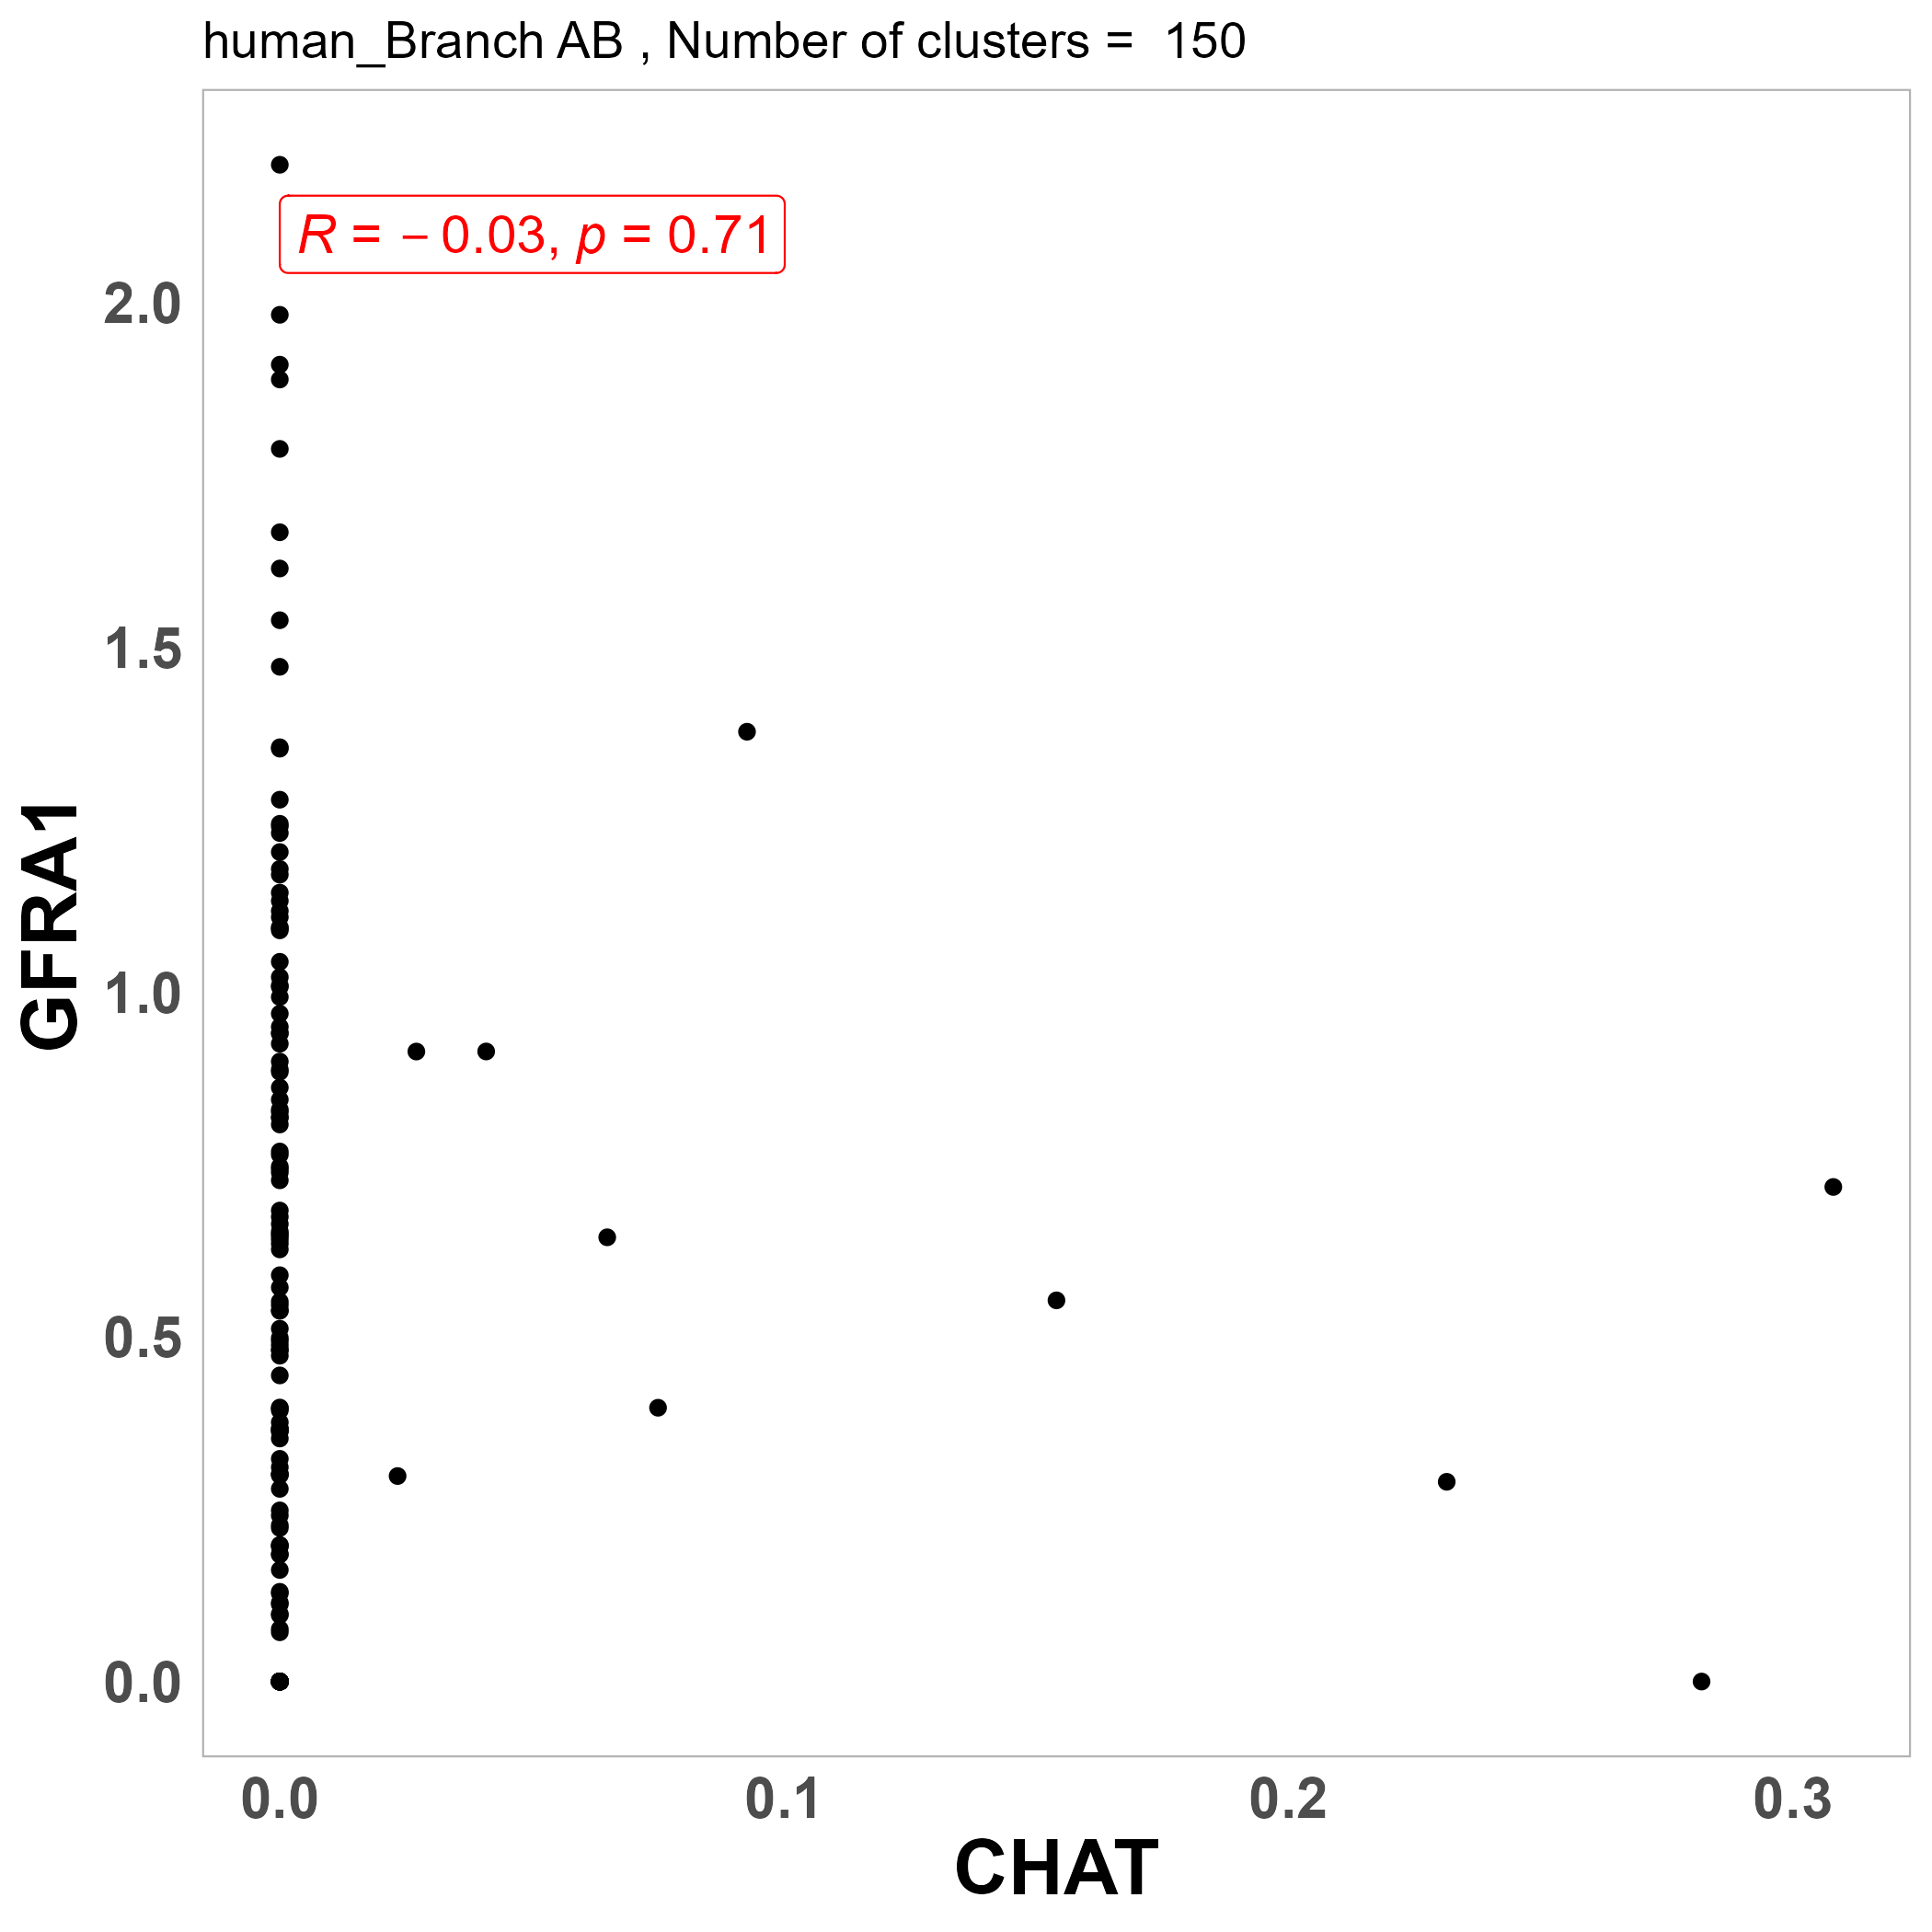 human_Branch AB , Number of clusters =  150
R = − 0.03, p = 0.71
2.0
1.5
1.0
0.5
0.0
GFRA1
0.0 0.1 0.2 0.3
CHAT